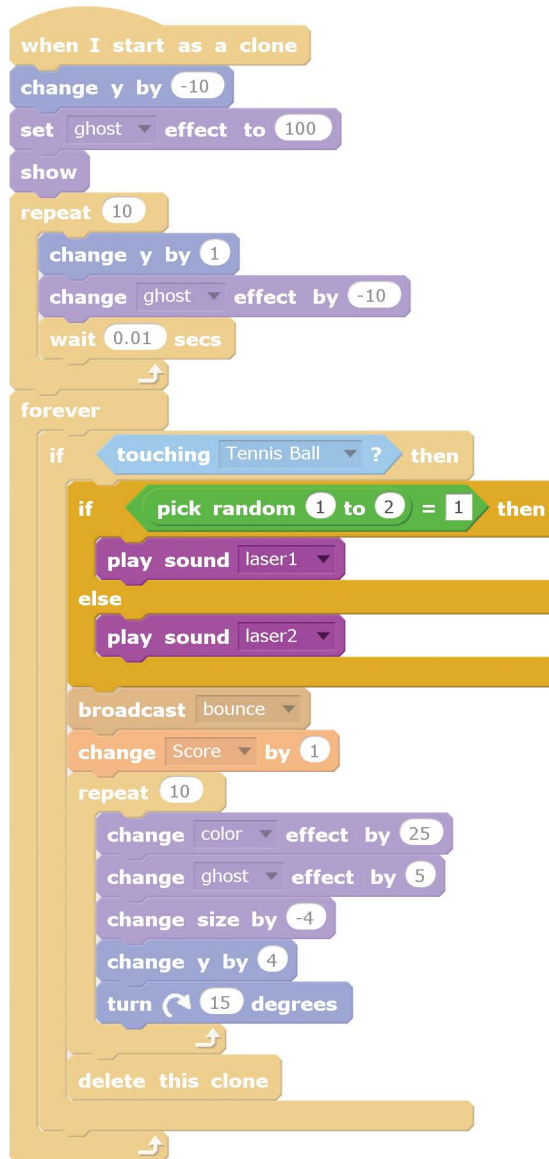 when I start as a clone
change y by -10
set ghost effect to 100
show
repeat 10
change y by 1
change ghost effect by -10
wait 0.01 secs
forever
if touching Tennis Ball ? then
if pick random 1 to 2 = 1 then
play sound laser1
else
play sound laser2
broadcast bounce
change Score by 1
repeat 10
change color effect by 25
change ghost effect by 5
change size by -4
change y by 4
turn 15 degrees
delete this clone